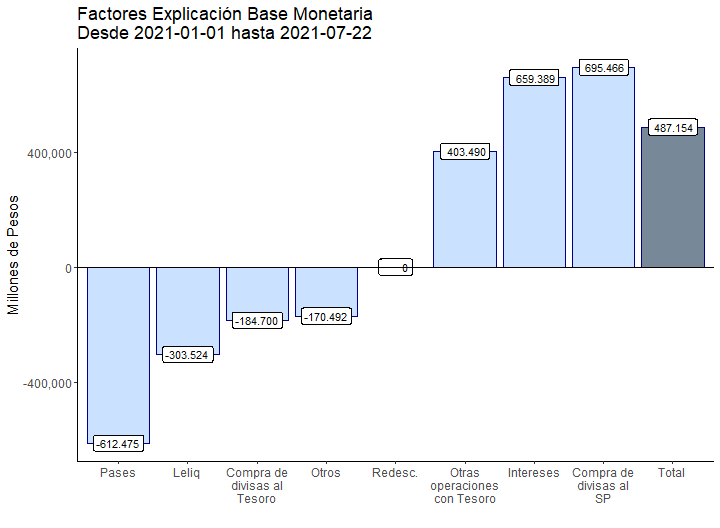 Factores Explicación Base Monetaria
Desde 2021-01-01 hasta 2021-07-22
Millones de Pesos
400,000
0
-400,000
-612.475
-303.524
-184.700
-170.492
0
403.490
659.389
695.466
487.154
Pases
Leliq
Compra de
divisas al
Tesoro
Otros
Redesc.
Otras
operaciones
con Tesoro
Intereses
Compra de
divisas al
SP
Total